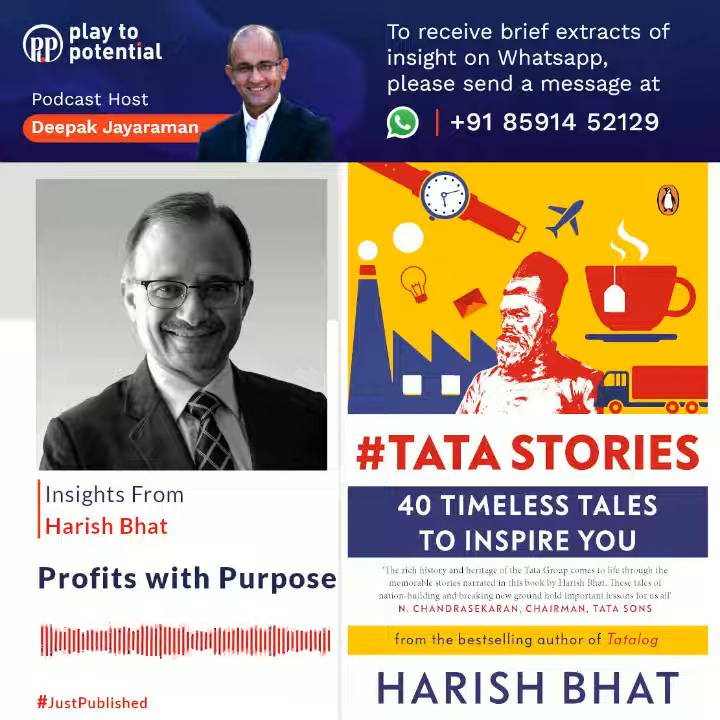 play to
potential
Podcast Host
Deepak Jayaraman
To receive brief extracts of
insight on Whatsapp,
please send a message at
+91 85914 52129
Insights From
Harish Bhat
Profits with Purpose
#JustPublished
#TATA STORIES
40 TIMELESS TALES
TO INSPIRE YOU
'The rich history and heritage of the Tata Group comes to life through the
memorable stories narrated in this book by Harish Bhat. These tales of
nation-building and breaking new ground hold important lessons for us all'
N. CHANDRASEKARAN, CHAIRMAN, TATA SONS
from the bestselling author of Tatalog
HARISH BHAT